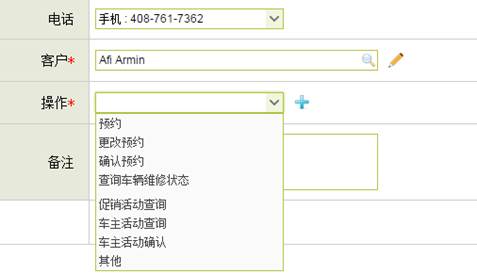 电话 手机 : 408-761-7362
客户* Afi Armin
操作*
预约
更改预约
确认预约
备注 查询车辆维修状态
促销活动查询
车主活动查询
车主活动确认
其他